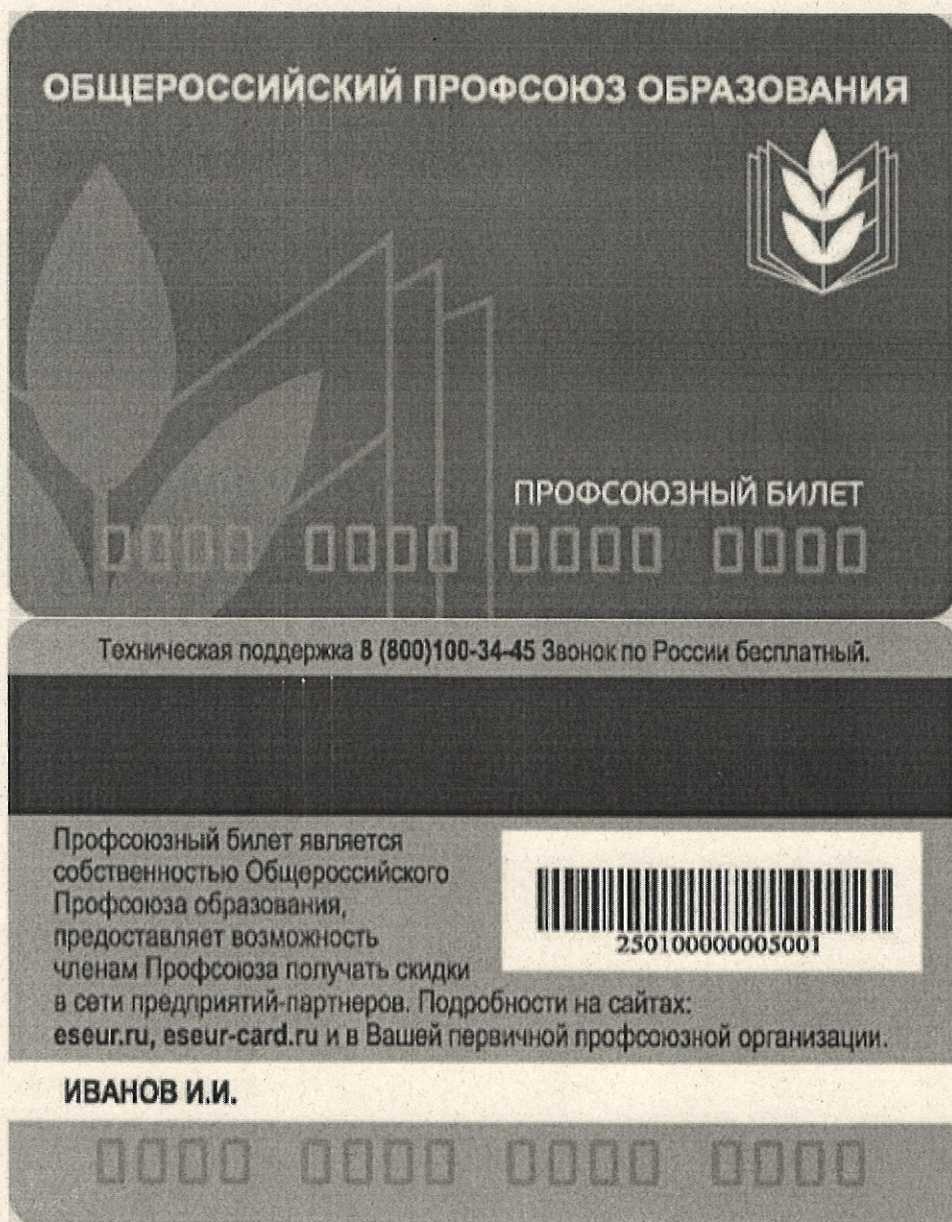 ОБЩЕРОССИЙСКИЙ ПРОФСОЮЗ ОБРАЗОВАНИЯ
ПРОФСОЮЗНЫЙ БИЛЕТ
0000 0000 0000 0000
Техническая поддержка 8 (800)100-34-45 Звонок по России бесплатный.
Профсоюзный билет является
собственностью Общероссийского
Профсоюза образования,
предоставляет возможность
членам Профсоюза получать скидки
в сети предприятий-партнеров. Подробности на сайтах:
eseur.ru, eseur-card.ru и в Вашей первичной профсоюзной организации.
250100000005001
ИВАНОВ И.И.
0000 0000 0000 0000